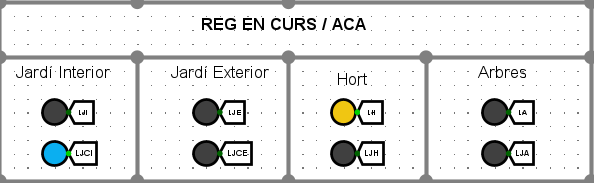 REG EN CURS / ACA
Jardí Interior
Jardí Exterior
Hort
Arbres
LJI
LJE
LH
LA
LJCI
LJCE
LJH
LJA